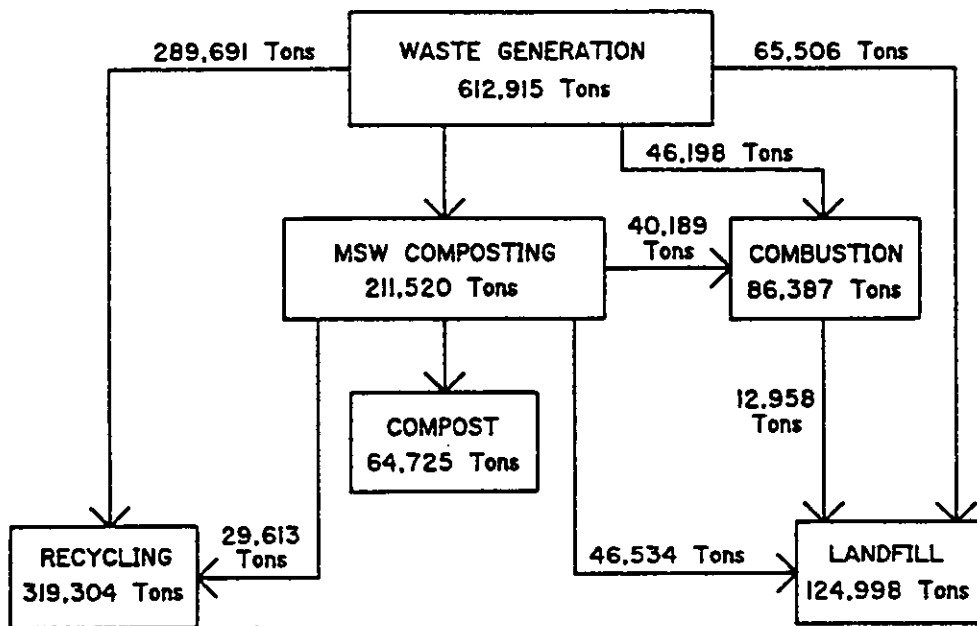 289,691 Tons
WASTE GENERATION
612,915 Tons
65,506 Tons
46,198 Tons
MSW COMPOSTING
211,520 Tons
40,189
Tons
COMBUSTION
86,387 Tons
12,958
Tons
COMPOST
64,725 Tons
RECYCLING
319,304 Tons
29,613
Tons
46,534 Tons
LANDFILL
124,998 Tons